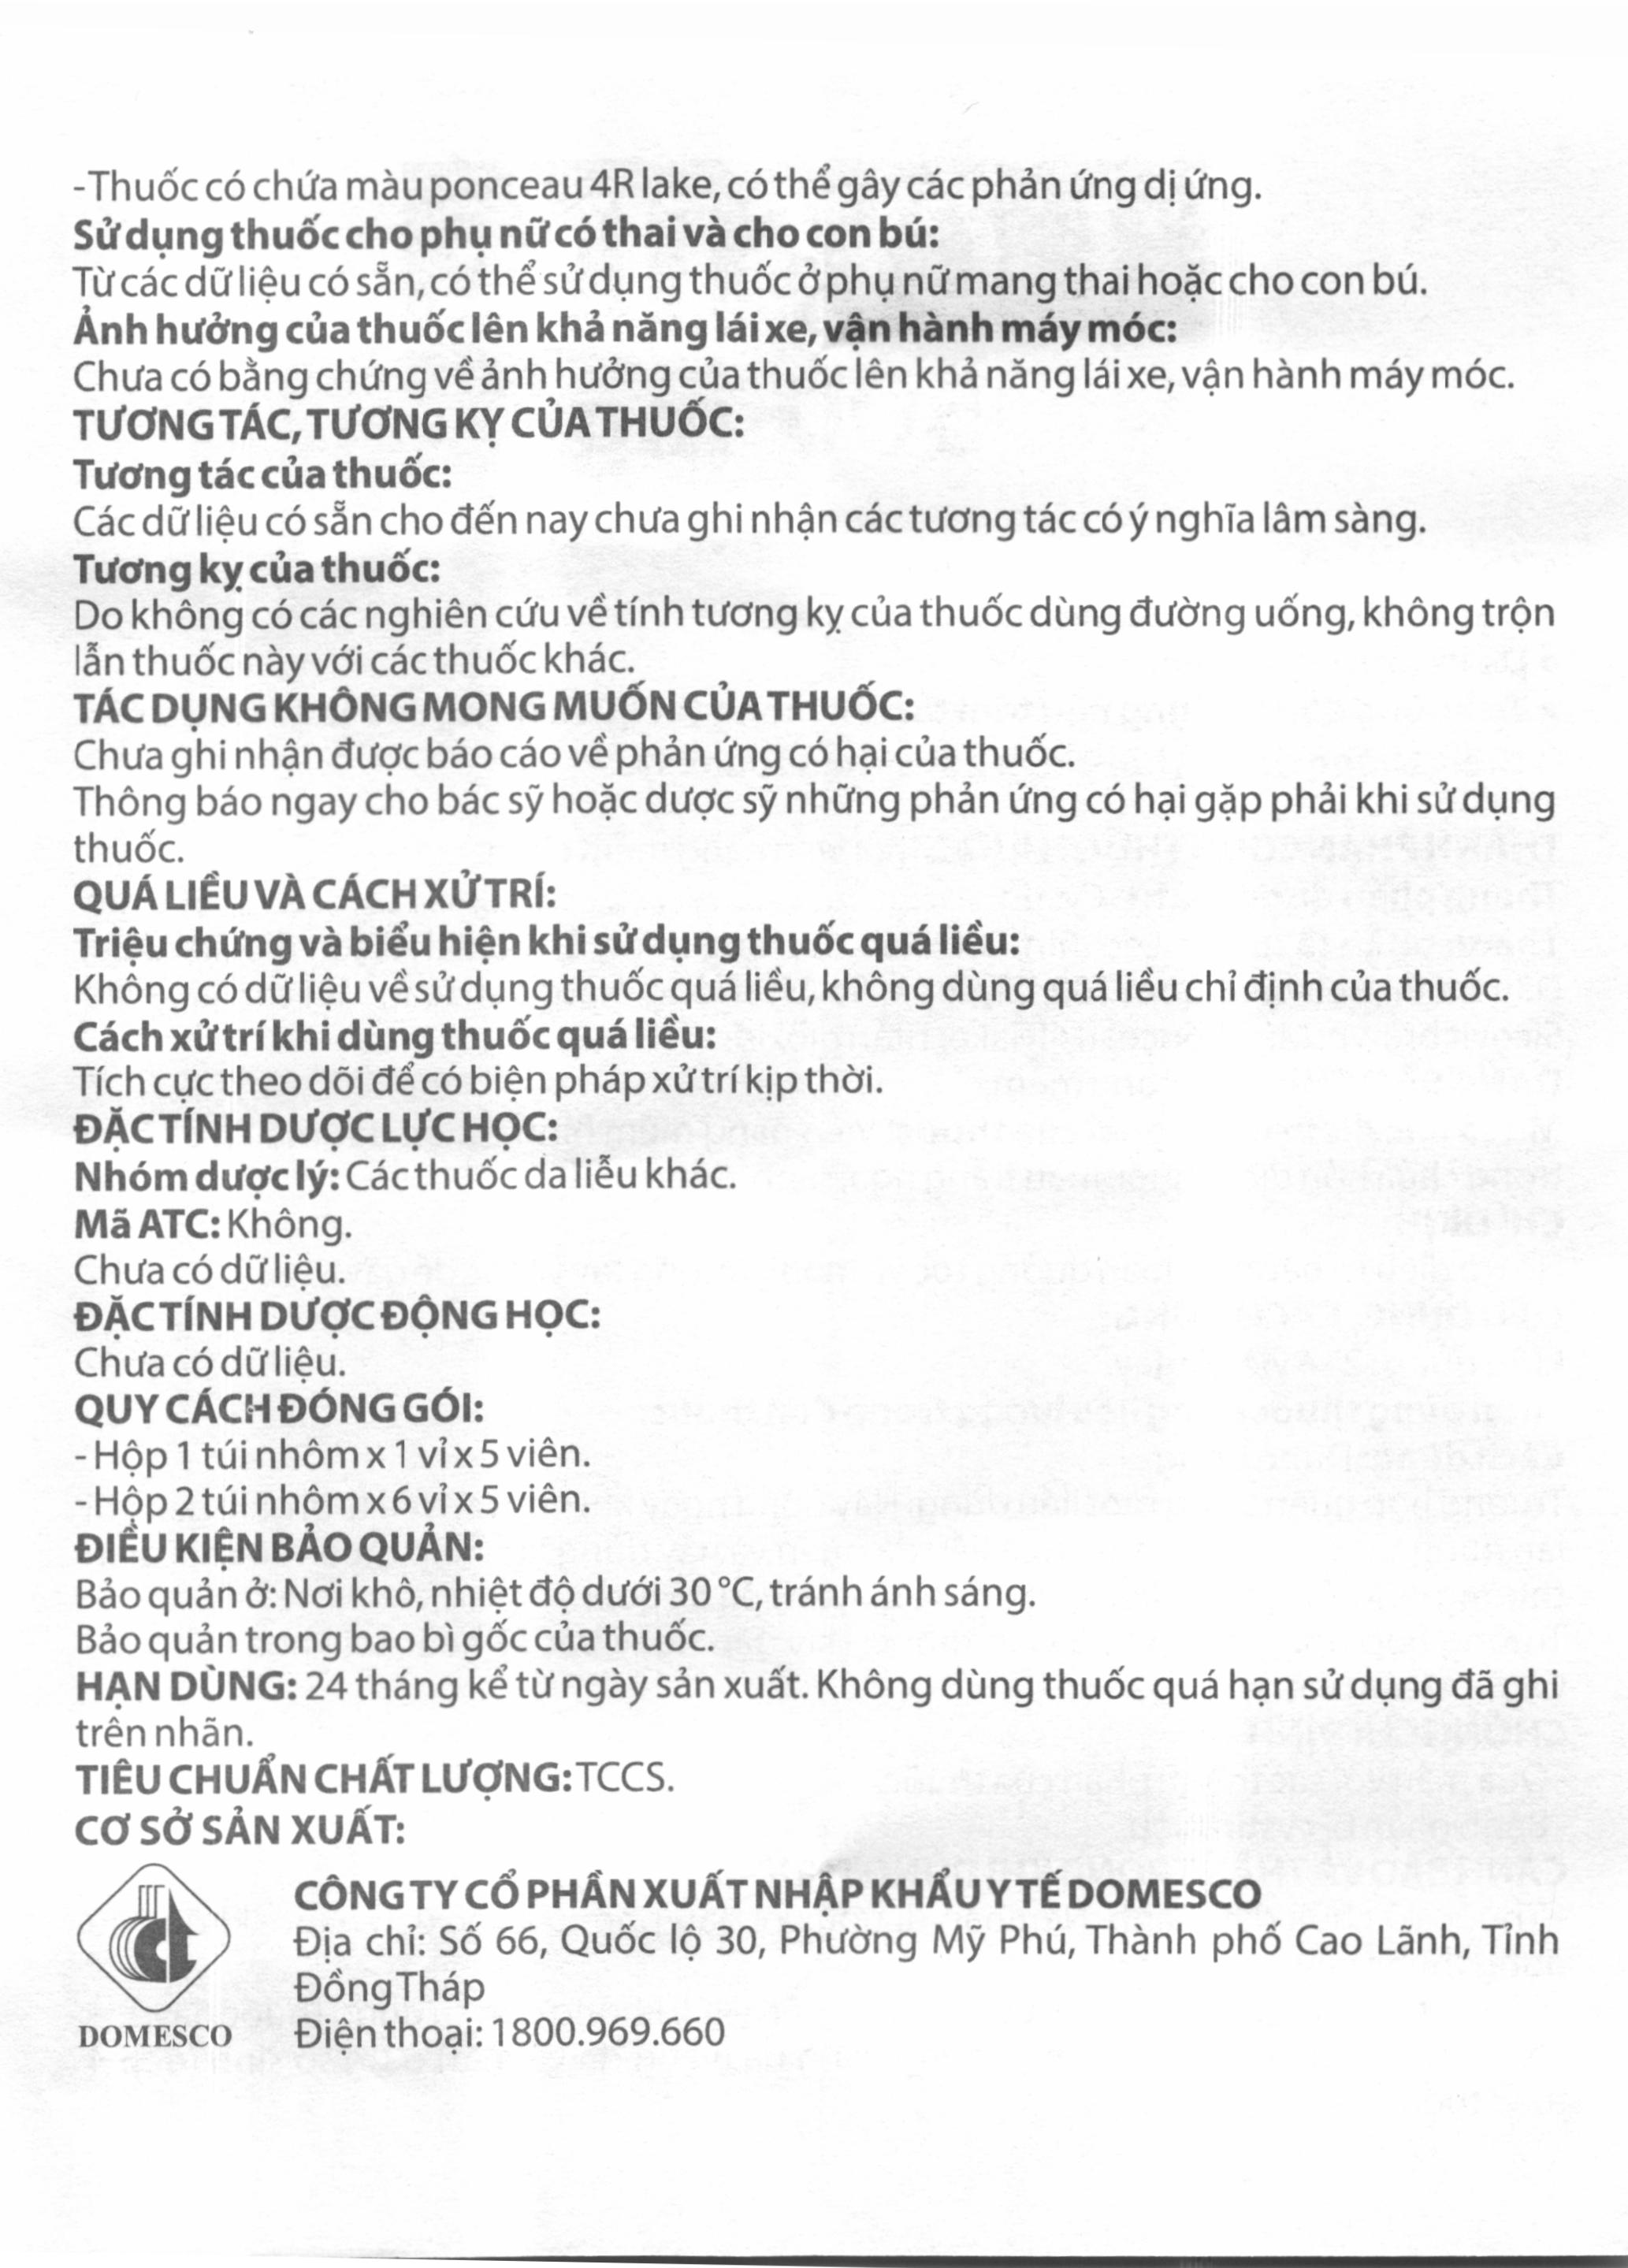 - Thuốc có chứa màu ponceau 4R lake, có thể gây các phản ứng dị ứng.
Sử dụng thuốc cho phụ nữ có thai và cho con bú:
Từ các dữ liệu có sẵn, có thể sử dụng thuốc ở phụ nữ mang thai hoặc cho con bú.
Ảnh hưởng của thuốc lên khả năng lái xe, vận hành máy móc:
Chưa có bằng chứng về ảnh hưởng của thuốc lên khả năng lái xe, vận hành máy móc.
TƯƠNG TÁC, TƯƠNG KỴ CỦA THUỐC:
Tương tác của thuốc:
Các dữ liệu có sẵn cho đến nay chưa ghi nhận các tương tác có ý nghĩa lâm sàng.
Tương kỵ của thuốc:
Do không có các nghiên cứu về tính tương kỵ của thuốc dùng đường uống, không trộn
lẫn thuốc này với các thuốc khác.
TÁC DỤNG KHÔNG MONG MUỐN CỦA THUỐC:
Chưa ghi nhận được báo cáo về phản ứng có hại của thuốc.
Thông báo ngay cho bác sỹ hoặc dược sỹ những phản ứng có hại gặp phải khi sử dụng
thuốc.
QUÁ LIỀU VÀ CÁCH XỬ TRÍ:
Triệu chứng và biểu hiện khi sử dụng thuốc quá liều:
Không có dữ liệu về sử dụng thuốc quá liều, không dùng quá liều chỉ định của thuốc.
Cách xử trí khi dùng thuốc quá liều:
Tích cực theo dõi để có biện pháp xử trí kịp thời.
ĐẶC TÍNH DƯỢC LỰC HỌC:
Nhóm dược lý: Các thuốc da liễu khác.
Mã ATC: Không.
Chưa có dữ liệu.
ĐẶC TÍNH DƯỢC ĐỘNG HỌC:
Chưa có dữ liệu.
QUY CÁCH ĐÓNG GÓI:
- Hộp 1 túi nhôm x 1 vỉ x 5 viên.
- Hộp 2 túi nhôm x 6 vỉ x 5 viên.
ĐIỀU KIỆN BẢO QUẢN:
Bảo quản ở: Nơi khô, nhiệt độ dưới 30 °C, tránh ánh sáng.
Bảo quản trong bao bì gốc của thuốc.
HẠN DÙNG: 24 tháng kể từ ngày sản xuất. Không dùng thuốc quá hạn sử dụng đã ghi
trên nhãn.
TIÊU CHUẨN CHẤT LƯỢNG: TCCS.
CƠ SỞ SẢN XUẤT:
CÔNG TY CỔ PHẦN XUẤT NHẬP KHẨU Y TẾ DOMESCO
Địa chỉ: Số 66, Quốc lộ 30, Phường Mỹ Phú, Thành phố Cao Lãnh, Tỉnh
Đồng Tháp
Điện thoại: 1800.969.660
DOMESCO